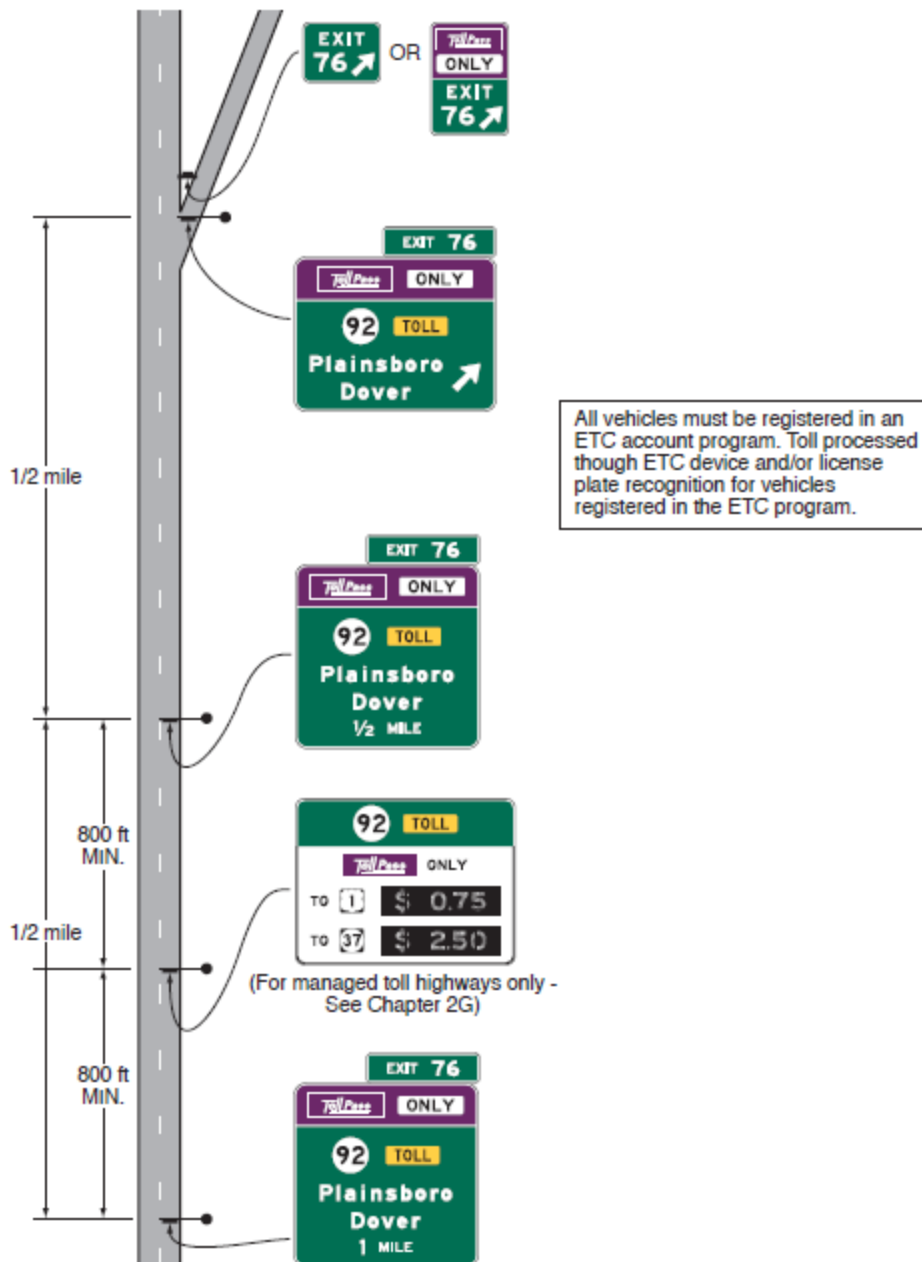 EXIT
76
OR
TollPass
ONLY
EXIT
76
EXIT 76
TollPass ONLY
92 TOLL
Plainsboro
Dover
All vehicles must be registered in an
ETC account program. Toll processed
though ETC device and/or license
plate recognition for vehicles
registered in the ETC program.
1/2 mile
EXIT 76
TollPass ONLY
92 TOLL
Plainsboro
Dover
½ MILE
800 ft
MIN.
92 TOLL
TollPass ONLY
TO 1 $ 0.75
TO 37 $ 2.50
1/2 mile
(For managed toll highways only -
See Chapter 2G)
800 ft
MIN.
EXIT 76
TollPass ONLY
92 TOLL
Plainsboro
Dover
1 MILE